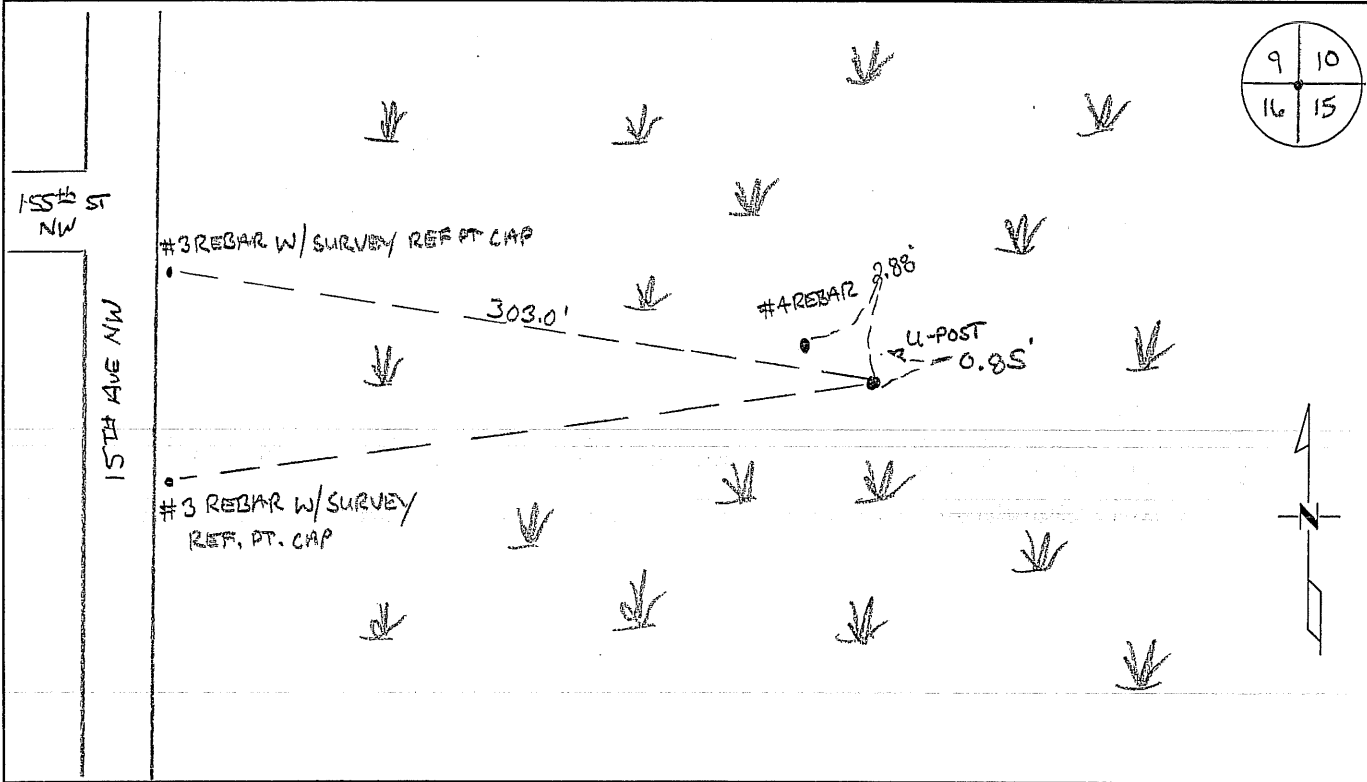 9 10
16 15
155th ST
NW
#3 REBAR W/ SURVEY REF PT CAP
303.0'
#4 REBAR
2.88'
U-POST
0.85'
15TH AVE NW
#3 REBAR W/ SURVEY
REF. PT. CAP
N